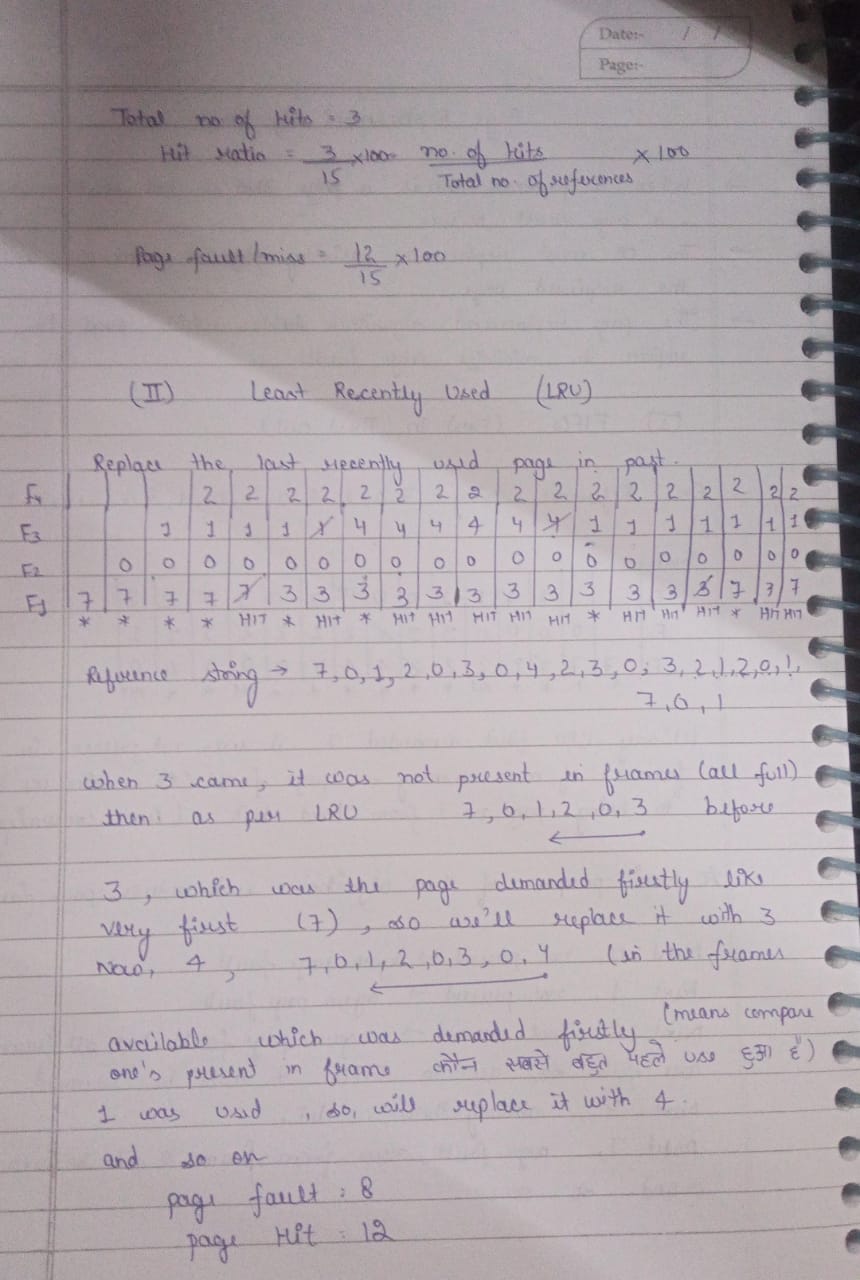 Date:- / /
Page:-
Total no. of Hits = 3
Hit ratio = 3/15 x100 = no. of hits / Total no. of references x 100
Page fault/miss = 12/15 x 100
(II) Least Recently Used (LRU)
Replace the last recently used page in past.
F4 2 2 2 2 2 2 2 2 2 2 2 2 2 2 2 2 2
F3 1 1 1 1 1 4 4 4 4 4 4 1 1 1 1 1 1 1
F2 0 0 0 0 0 0 0 0 0 0 0 0 0 0 0 0 0 0 0
F1 7 7 7 7 7 3 3 3 3 3 3 3 3 3 3 3 3 7 7 7
* * * * HIT * HIT * HIT HIT HIT HIT HIT * HIT HIT HIT * HIT HIT
Reference string → 7,0,1,2,0,3,0,4,2,3,0,3,2,1,2,0,1,
7,0,1
when 3 came, it was not present in frames (all full)
then as per LRU 7,0,1,2,0,3 before
3, which was the page demanded firstly like
very first (7), so we'll replace it with 3
Now, 4, 7,0,1,2,0,3,0,4 (in the frames
available which was demanded firstly (means compare
one's present in frame कौन सबसे बहुत पहले use हुआ है)
1 was used, so, will replace it with 4.
and so on
page fault : 8
page Hit : 12